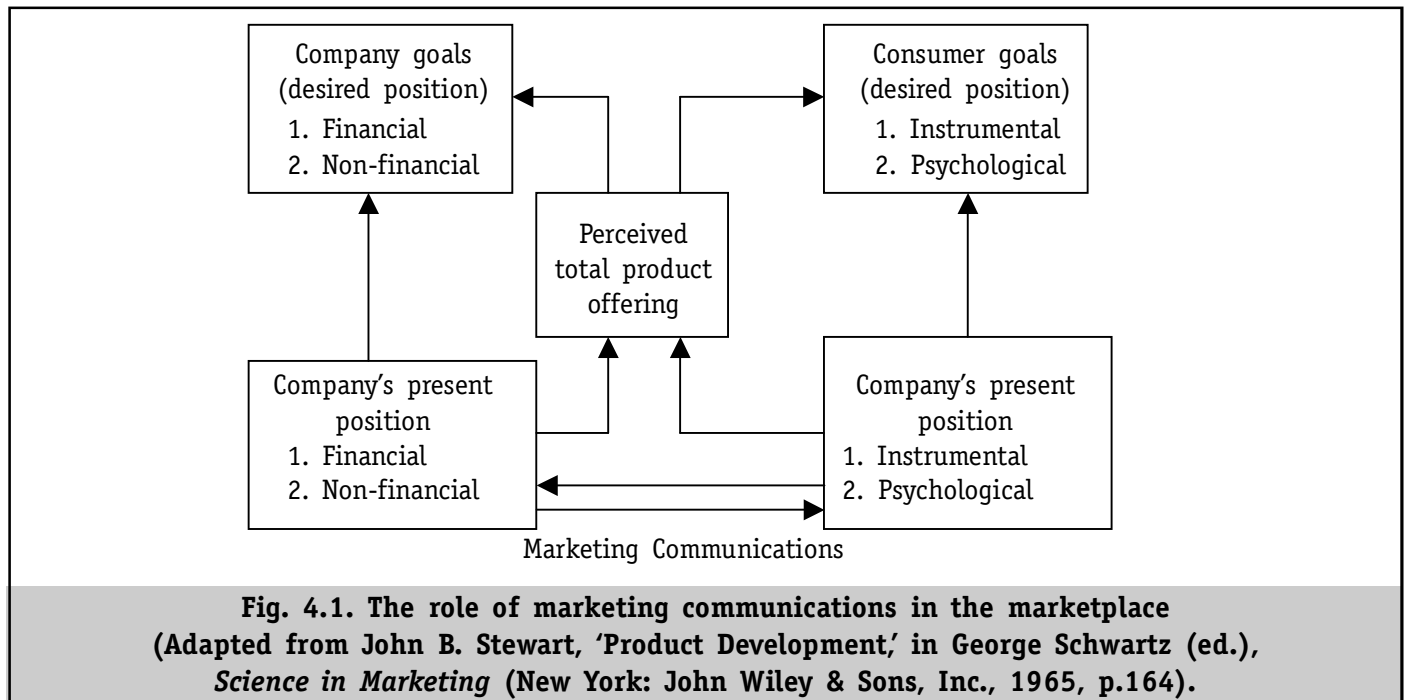 Company goals
(desired position)
1. Financial
2. Non-financial
Consumer goals
(desired position)
1. Instrumental
2. Psychological
Perceived
total product
offering
Company's present
position
1. Financial
2. Non-financial
Company's present
position
1. Instrumental
2. Psychological
Marketing Communications
Fig. 4.1. The role of marketing communications in the marketplace
(Adapted from John B. Stewart, ‘Product Development,’ in George Schwartz (ed.),
Science in Marketing (New York: John Wiley & Sons, Inc., 1965, p.164).